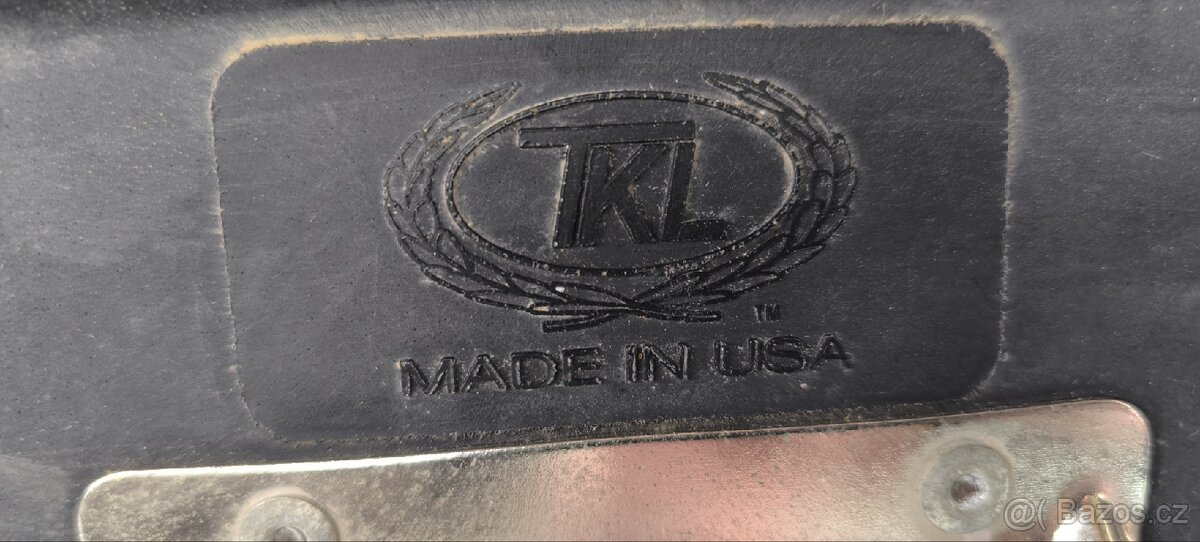 TKL
TM
MADE IN USA
@( Bazos.cz